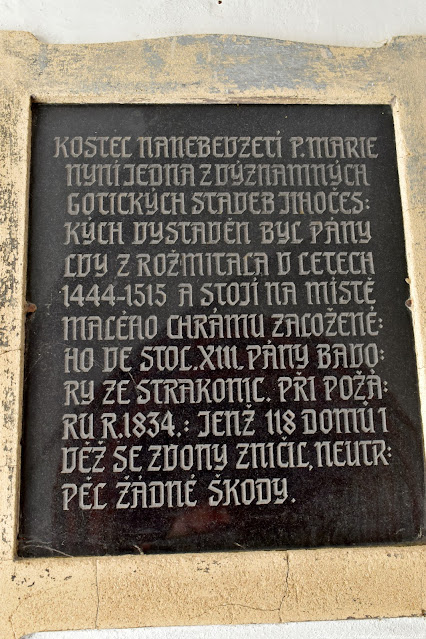 KOSTEL NANEBEVZETÍ P. MARIE
NYNÍ JEDNA Z VÝZNAMNÝCH
GOTICKÝCH STAVEB JIHOČES:
KÝCH VYSTAVĚN BYL PÁNY
LVY Z ROŽMITALA V LETECH
1444-1515 A STOJÍ NA MÍSTĚ
MALÉHO CHRÁMU ZALOŽENÉ:
HO VE STOL. XIII. PÁNY BAVO:
RY ZE STRAKONIC. PŘI POŽÁ:
RU R. 1834.: JENŽ 118 DOMŮ I
VĚŽ SE ZVONY ZNIČIL, NEUTR:
PĚL ŽÁDNÉ ŠKODY.